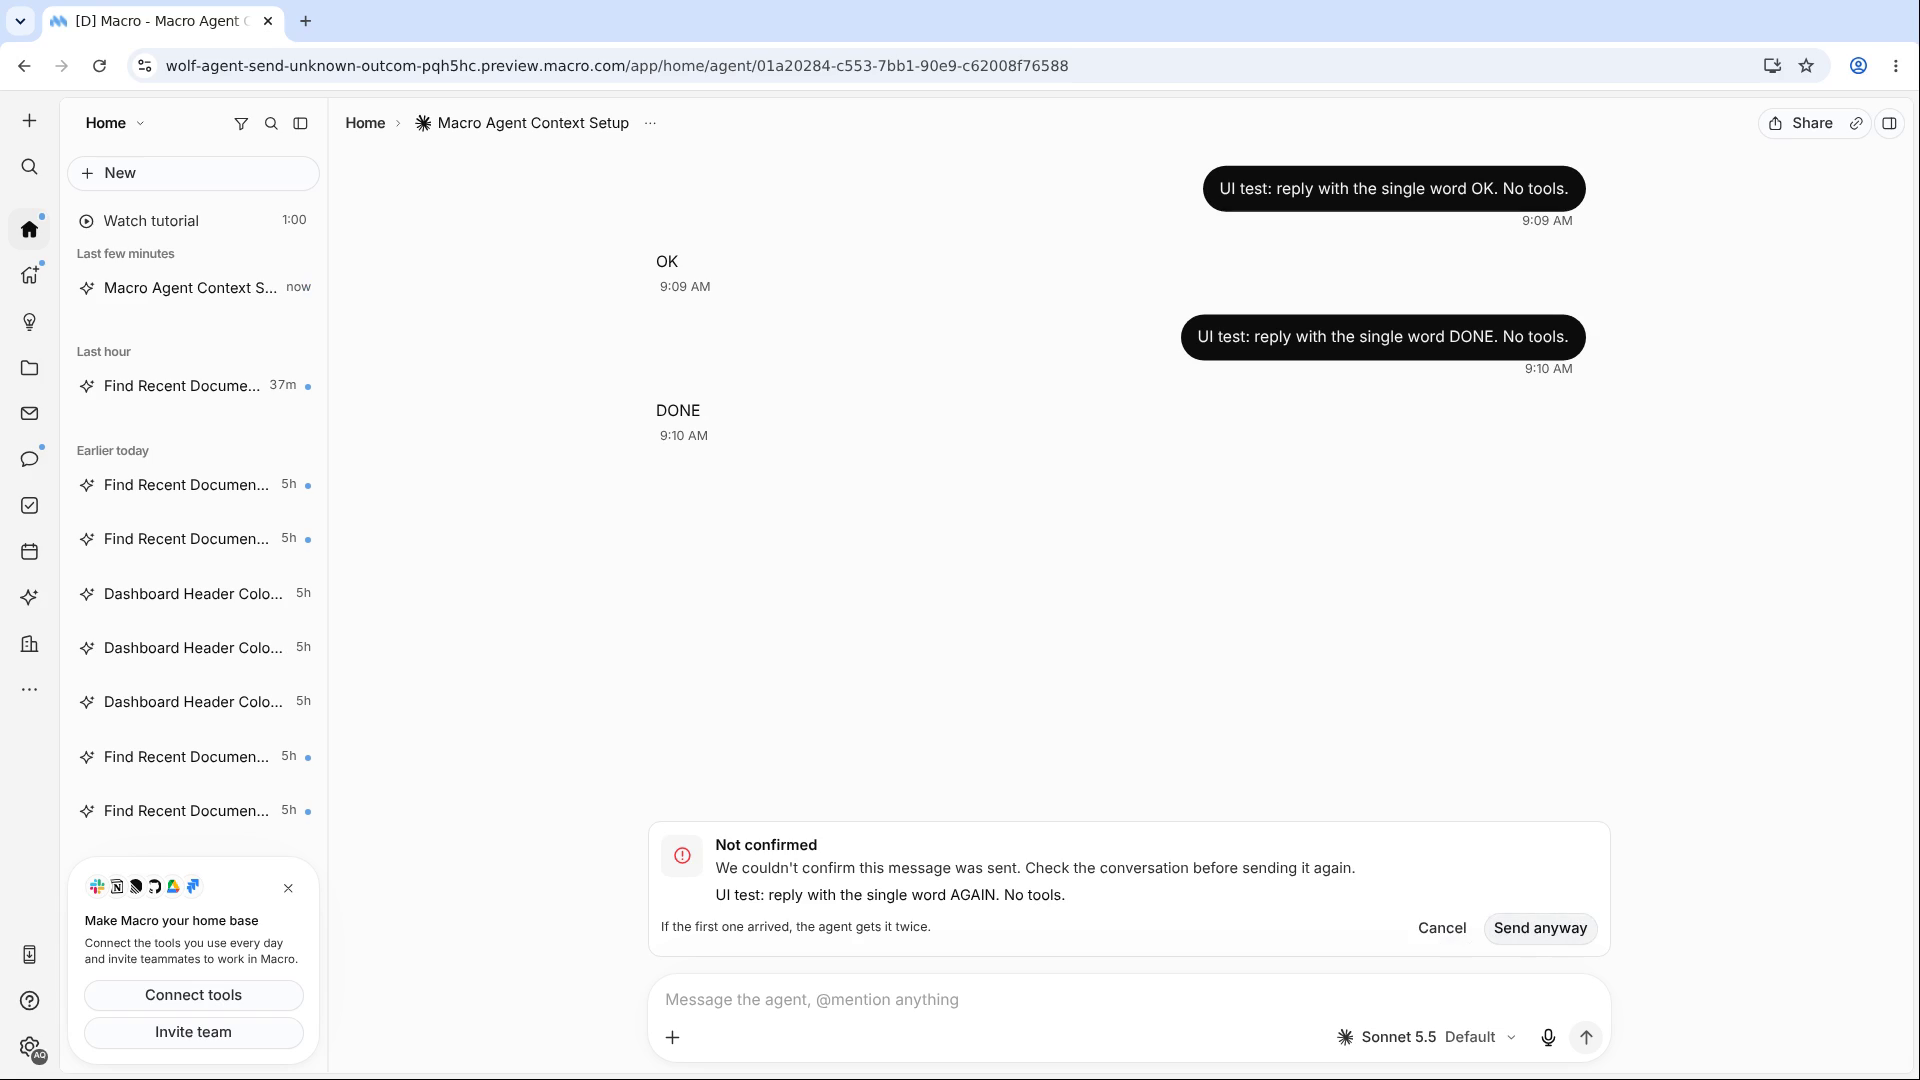 [D] Macro - Macro Agent C
wolf-agent-send-unknown-outcom-pqh5hc.preview.macro.com/app/home/agent/01a20284-c553-7bb1-90e9-c62008f76588
Home
Home
Macro Agent Context Setup
Share
New
Watch tutorial 1:00
Last few minutes
Macro Agent Context S... now
Last hour
Find Recent Docume... 37m
Earlier today
Find Recent Documen... 5h
Find Recent Documen... 5h
Dashboard Header Colo... 5h
Dashboard Header Colo... 5h
Dashboard Header Colo... 5h
Find Recent Documen... 5h
Find Recent Documen... 5h
Make Macro your home base
Connect the tools you use every day
and invite teammates to work in Macro.
Connect tools
Invite team
AQ
UI test: reply with the single word OK. No tools.
9:09 AM
OK
9:09 AM
UI test: reply with the single word DONE. No tools.
9:10 AM
DONE
9:10 AM
Not confirmed
We couldn't confirm this message was sent. Check the conversation before sending it again.
UI test: reply with the single word AGAIN. No tools.
If the first one arrived, the agent gets it twice.
Cancel
Send anyway
Message the agent, @mention anything
Sonnet 5.5 Default